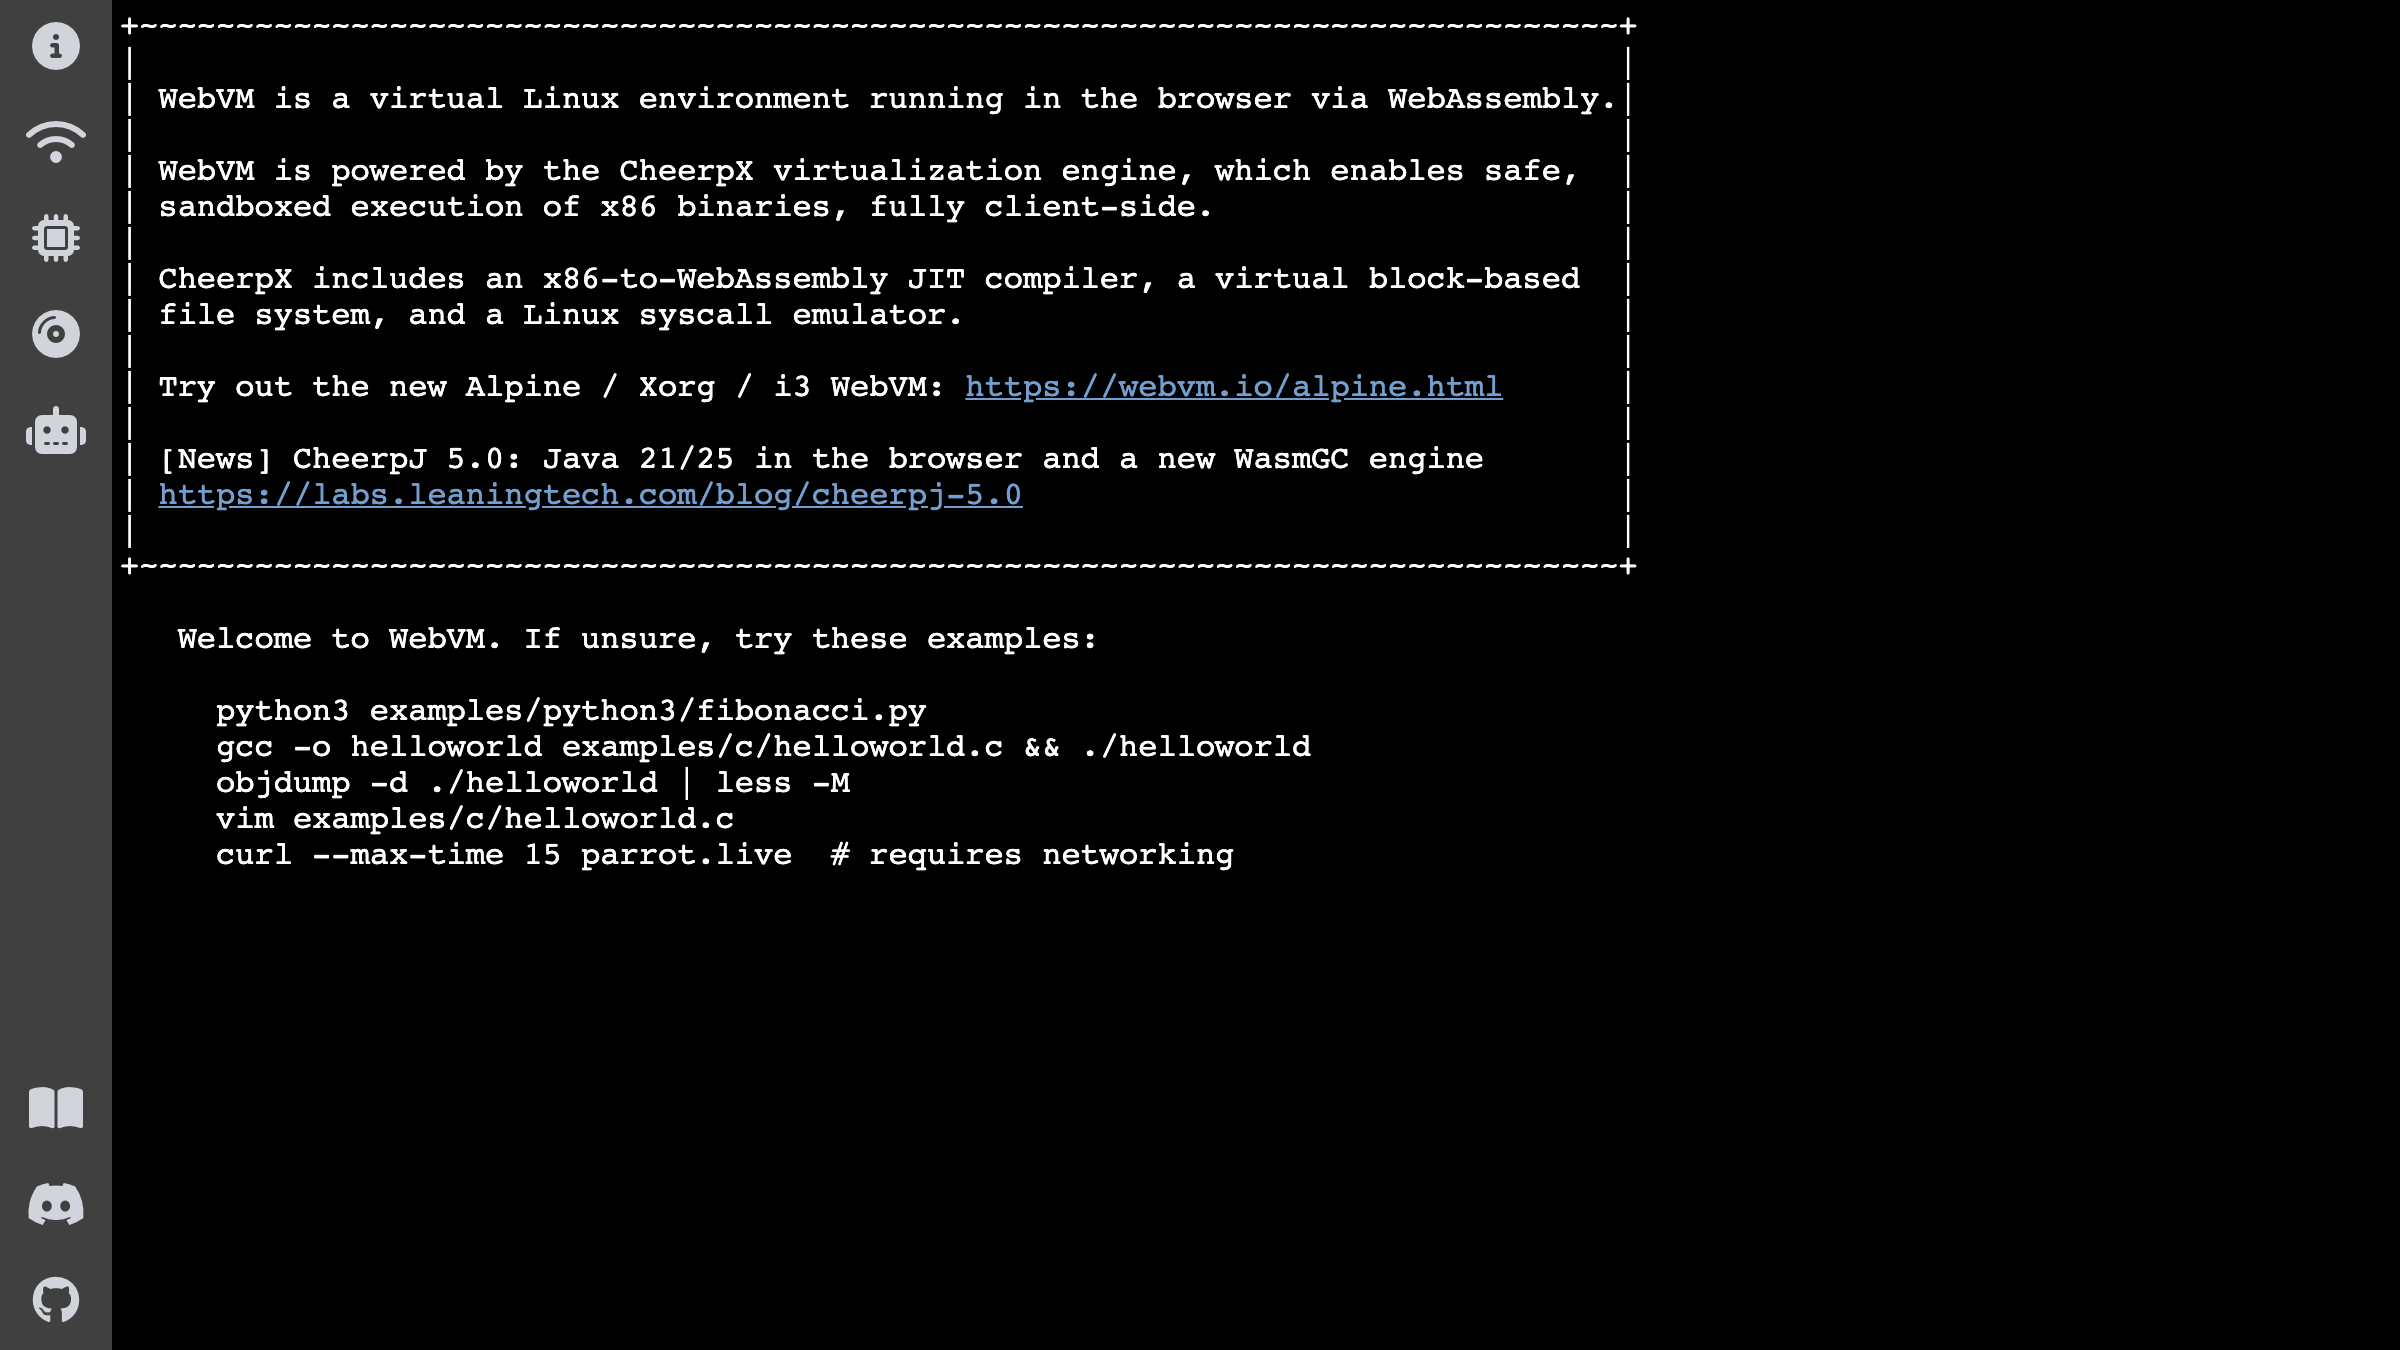 +~~~~~~~~~~~~~~~~~~~~~~~~~~~~~~~~~~~~~~~~~~~~~~~~~~~~~~~~~~~~~~~~~~~~~~~~~~~~~+
WebVM is a virtual Linux environment running in the browser via WebAssembly.
WebVM is powered by the CheerpX virtualization engine, which enables safe,
sandboxed execution of x86 binaries, fully client-side.
CheerpX includes an x86-to-WebAssembly JIT compiler, a virtual block-based
file system, and a Linux syscall emulator.
Try out the new Alpine / Xorg / i3 WebVM: https://webvm.io/alpine.html
[News] CheerpJ 5.0: Java 21/25 in the browser and a new WasmGC engine
https://labs.leaningtech.com/blog/cheerpj-5.0
+~~~~~~~~~~~~~~~~~~~~~~~~~~~~~~~~~~~~~~~~~~~~~~~~~~~~~~~~~~~~~~~~~~~~~~~~~~~~~+
Welcome to WebVM. If unsure, try these examples:
python3 examples/python3/fibonacci.py
gcc -o helloworld examples/c/helloworld.c && ./helloworld
objdump -d ./helloworld | less -M
vim examples/c/helloworld.c
curl --max-time 15 parrot.live  # requires networking